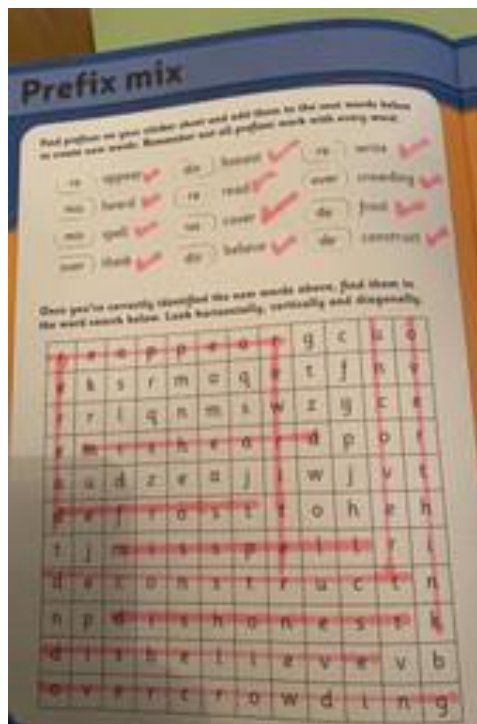 Prefix mix
Find prefixes on your sticker sheet and add them to the root words below
to create new words. Remember not all prefixes work with every word.
re appear dis honest re write
mis heard re read over crowding
mis spell un cover de frost
over think dis believe de construct
Once you've correctly identified the new words above, find them in
the word search below. Look horizontally, vertically and diagonally.
r e a p p e a r g c u o
e k s r m a q e t f n v
r r l q n m s w z y c e
e m i s h e a r d p o r
a u d z e a j i w j v t
d e f r o s t t o h e h
t j m i s s p e l l r i
d e c o n s t r u c t n
n p d i s h o n e s t k
d i s b e l i e v e v b
o v e r c r o w d i n g